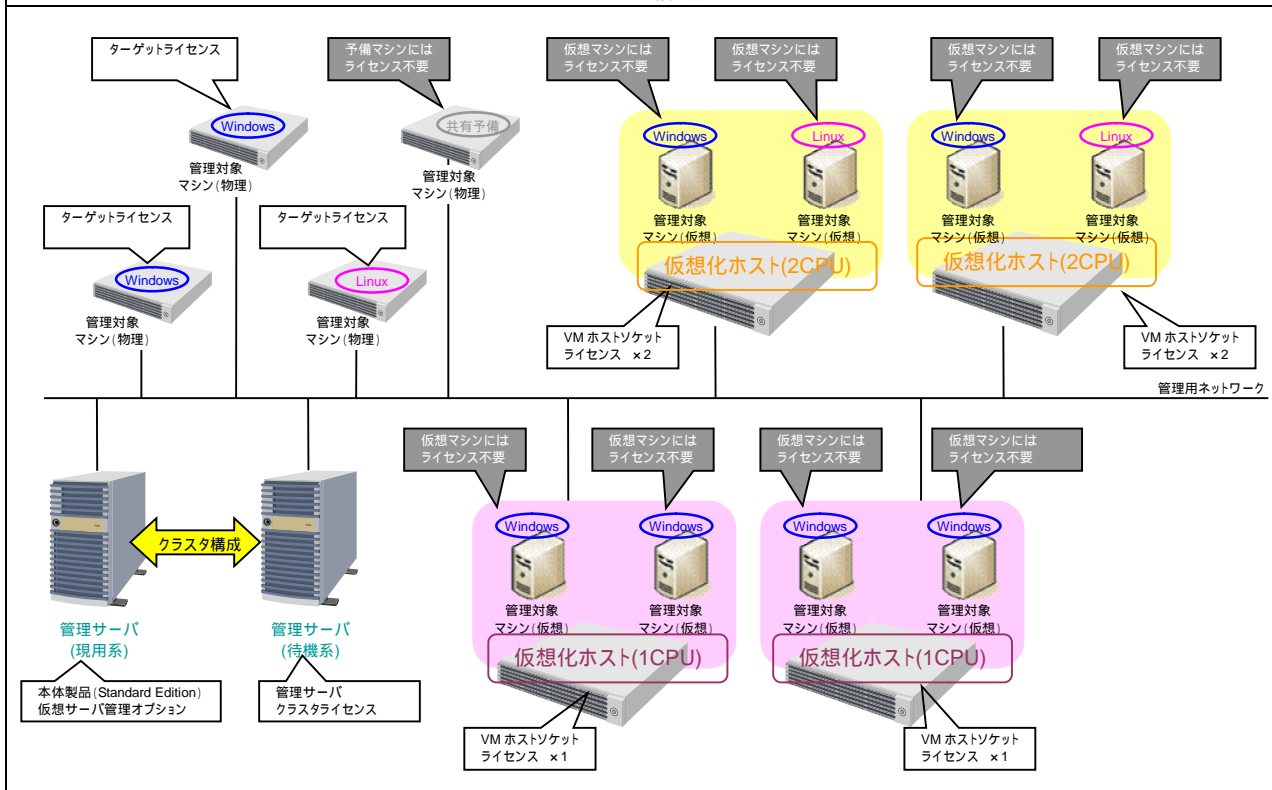 ターゲットライセンス
予備マシンには
ライセンス不要
仮想マシンには
ライセンス不要
仮想マシンには
ライセンス不要
仮想マシンには
ライセンス不要
仮想マシンには
ライセンス不要
Windows
管理対象
マシン(物理)
共有予備
管理対象
マシン(物理)
Windows
管理対象
マシン(仮想)
Linux
管理対象
マシン(仮想)
仮想化ホスト(2CPU)
Windows
管理対象
マシン(仮想)
Linux
管理対象
マシン(仮想)
仮想化ホスト(2CPU)
ターゲットライセンス
Windows
管理対象
マシン(物理)
ターゲットライセンス
Linux
管理対象
マシン(物理)
VM ホストソケット
ライセンス ×2
VM ホストソケット
ライセンス ×2
管理用ネットワーク
仮想マシンには
ライセンス不要
仮想マシンには
ライセンス不要
仮想マシンには
ライセンス不要
仮想マシンには
ライセンス不要
クラスタ構成
管理サーバ
(現用系)
管理サーバ
(待機系)
本体製品(Standard Edition)
仮想サーバ管理オプション
管理サーバ
クラスタライセンス
Windows
管理対象
マシン(仮想)
Windows
管理対象
マシン(仮想)
仮想化ホスト(1CPU)
Windows
管理対象
マシン(仮想)
Windows
管理対象
マシン(仮想)
仮想化ホスト(1CPU)
VM ホストソケット
ライセンス ×1
VM ホストソケット
ライセンス ×1